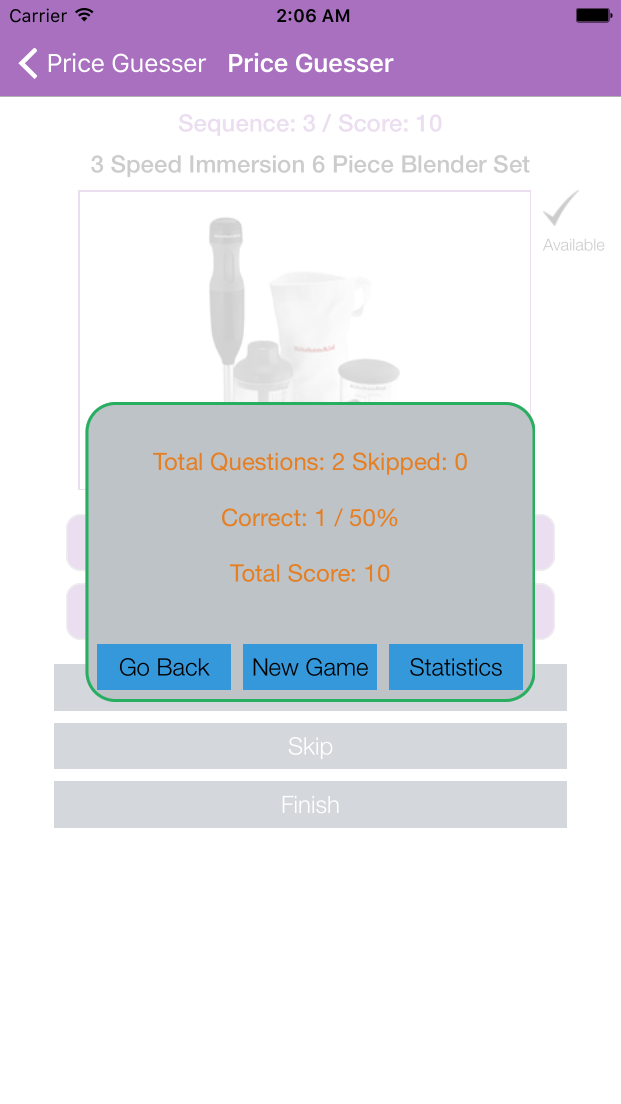 Carrier 2:06 AM
Price Guesser Price Guesser
Sequence: 3 / Score: 10
3 Speed Immersion 6 Piece Blender Set
Available
KitchenAid
Total Questions: 2 Skipped: 0
Correct: 1 / 50%
Total Score: 10
Go Back New Game Statistics
Skip
Finish